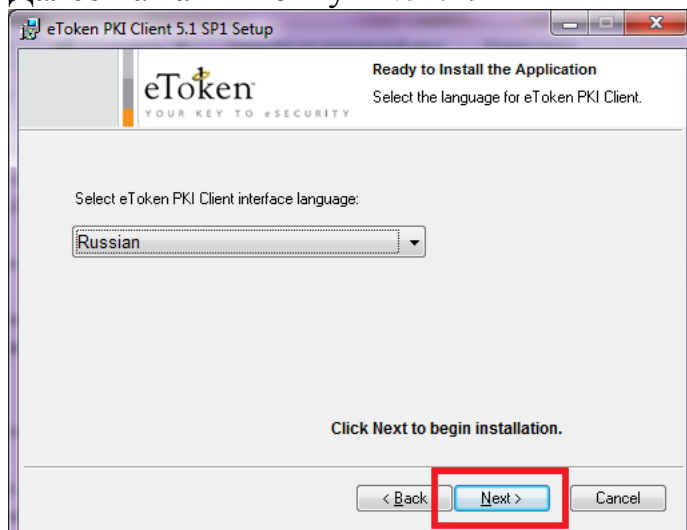 eToken PKI Client 5.1 SP1 Setup
eToken
YOUR KEY TO eSECURITY
Ready to Install the Application
Select the language for eToken PKI Client.
Select eToken PKI Client interface language:
Russian
Click Next to begin installation.
< Back
Next >
Cancel